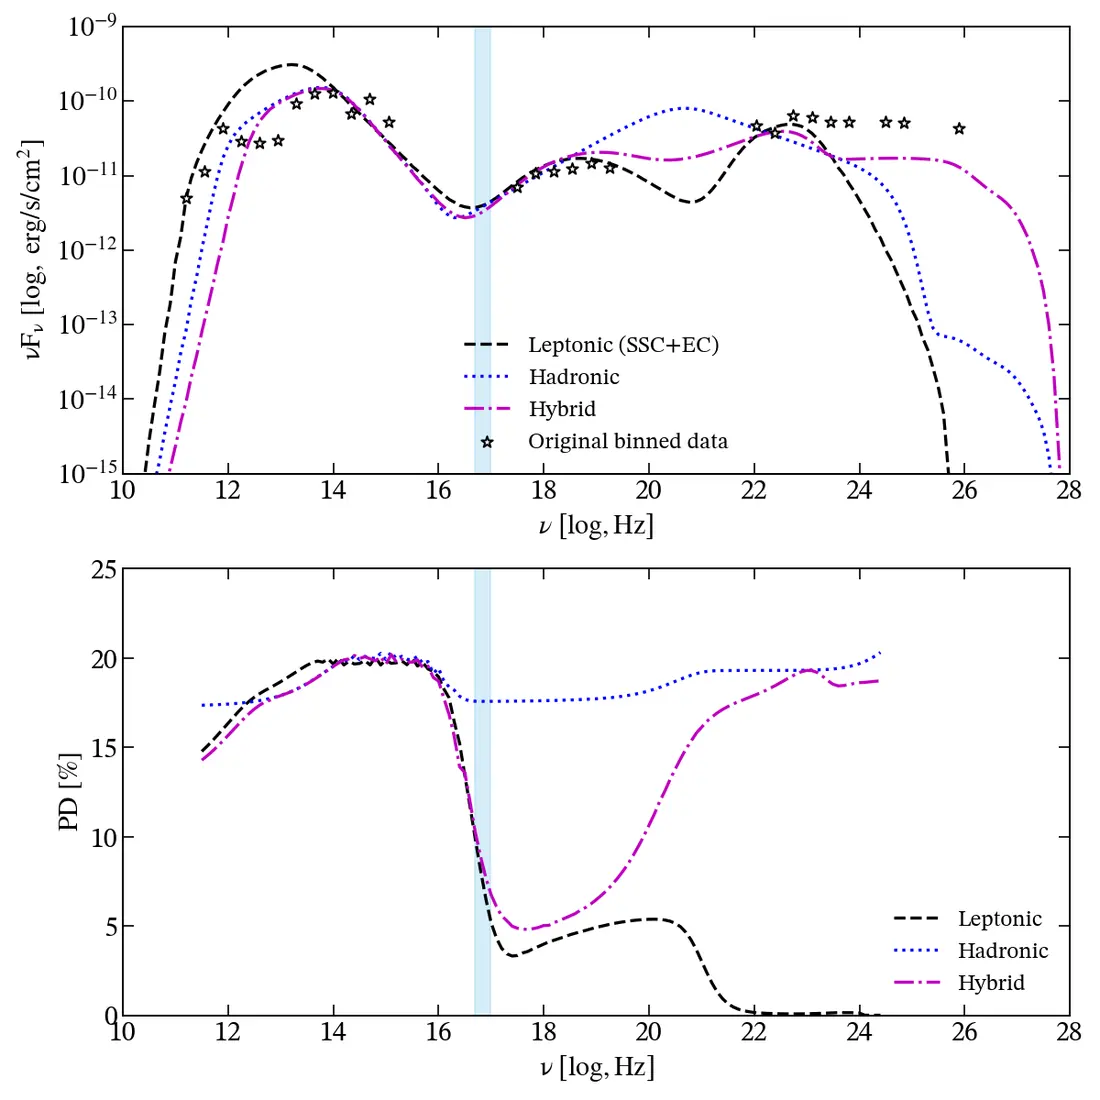 10⁻⁹
10⁻¹⁰
10⁻¹¹
10⁻¹²
10⁻¹³
10⁻¹⁴
10⁻¹⁵
νFν [log, erg/s/cm²]
Leptonic (SSC+EC)
Hadronic
Hybrid
Original binned data
10 12 14 16 18 20 22 24 26 28
ν [log, Hz]
25
20
15
10
5
0
PD [%]
Leptonic
Hadronic
Hybrid
10 12 14 16 18 20 22 24 26 28
ν [log, Hz]